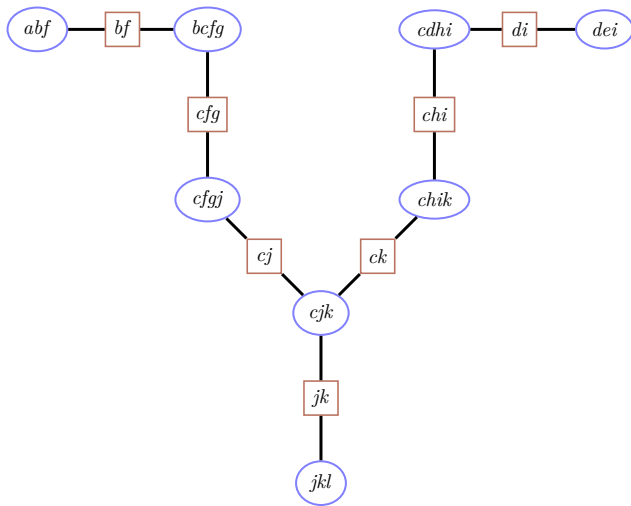 abf bf bcfg cdhi di dei
cfg chi
cfgj chik
cj ck
cjk
jk
jkl